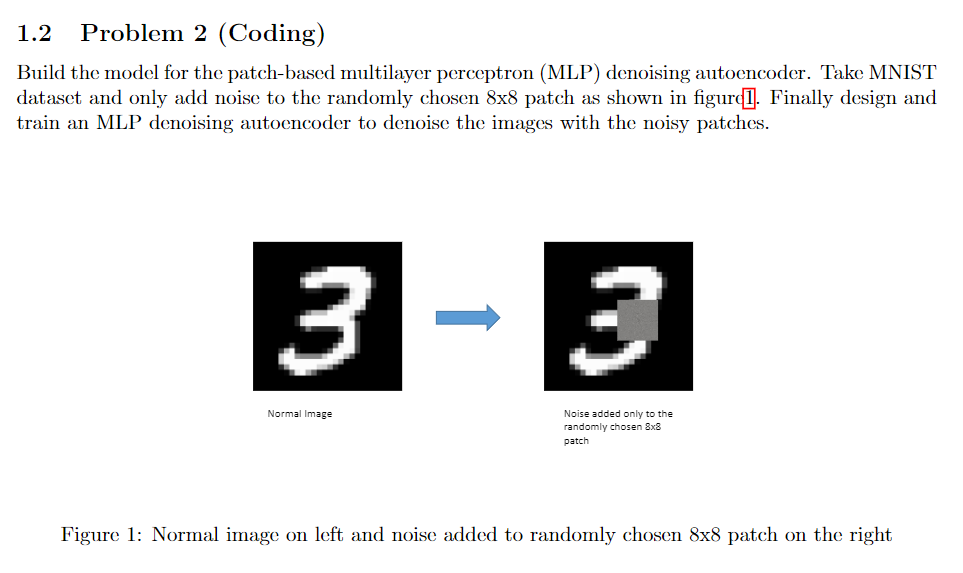 1.2 Problem 2 (Coding)
Build the model for the patch-based multilayer perceptron (MLP) denoising autoencoder. Take MNIST
dataset and only add noise to the randomly chosen 8x8 patch as shown in figure1. Finally design and
train an MLP denoising autoencoder to denoise the images with the noisy patches.
Normal Image
Noise added only to the
randomly chosen 8x8
patch
Figure 1: Normal image on left and noise added to randomly chosen 8x8 patch on the right